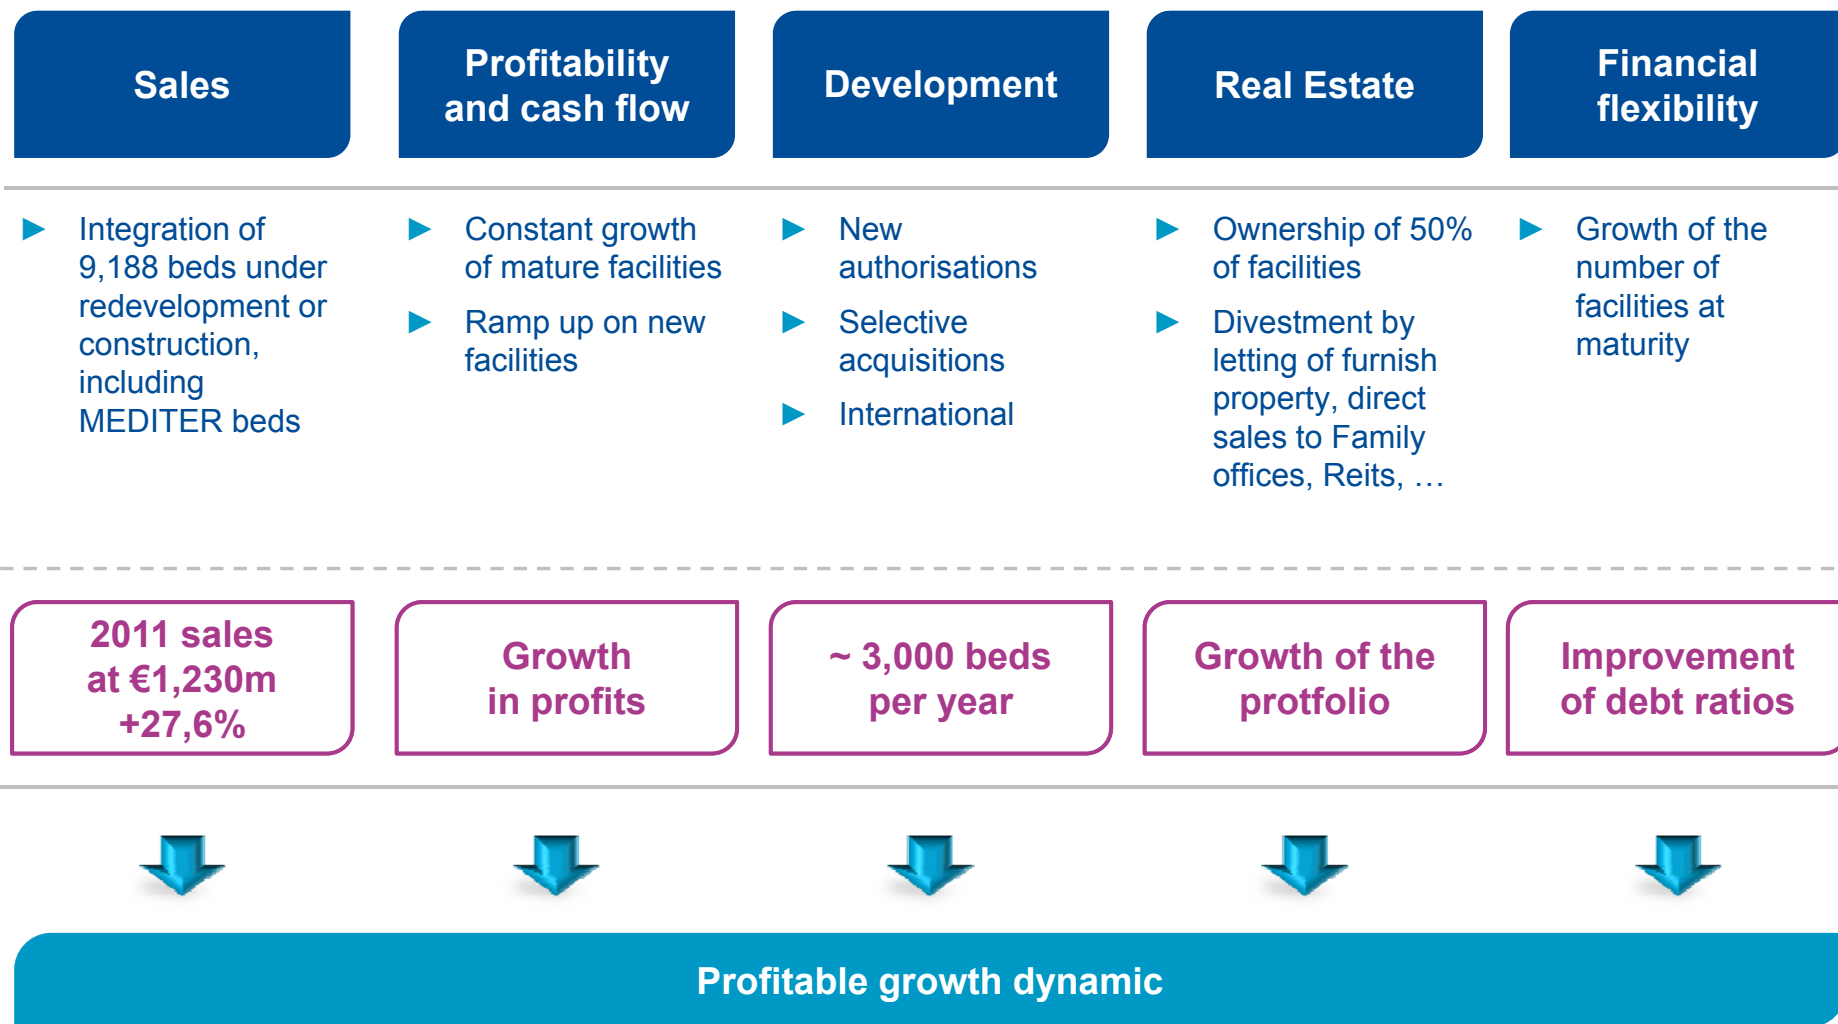 Sales
Profitability
and cash flow
Development
Real Estate
Financial
flexibility
► Integration of
9,188 beds under
redevelopment or
construction,
including
MEDITER beds
► Constant growth
of mature facilities
► Ramp up on new
facilities
► New
authorisations
► Selective
acquisitions
► International
► Ownership of 50%
of facilities
► Divestment by
letting of furnish
property, direct
sales to Family
offices, Reits, …
► Growth of the
number of
facilities at
maturity
2011 sales
at €1,230m
+27,6%
Growth
in profits
~ 3,000 beds
per year
Growth of the
protfolio
Improvement
of debt ratios
Profitable growth dynamic